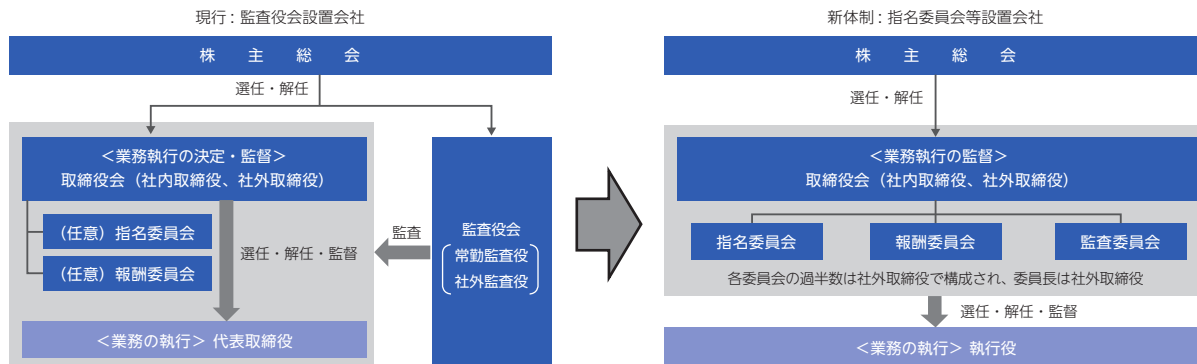 現行：監査役会設置会社
株主総会
選任・解任
＜業務執行の決定・監督＞
取締役会（社内取締役、社外取締役）
（任意）指名委員会
（任意）報酬委員会
選任・解任・監督
＜業務の執行＞ 代表取締役
監査
監査役会
常勤監査役
社外監査役
新体制：指名委員会等設置会社
株主総会
選任・解任
＜業務執行の監督＞
取締役会（社内取締役、社外取締役）
指名委員会
報酬委員会
監査委員会
各委員会の過半数は社外取締役で構成され、委員長は社外取締役
選任・解任・監督
＜業務の執行＞ 執行役